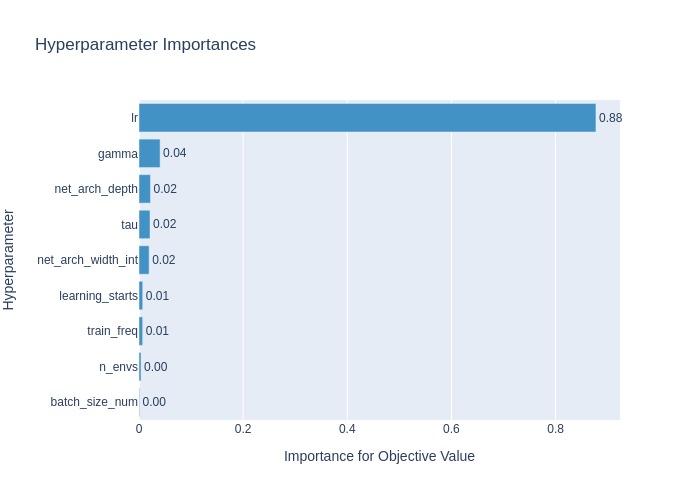 Hyperparameter Importances
Hyperparameter
lr 0.88
gamma 0.04
net_arch_depth 0.02
tau 0.02
net_arch_width_int 0.02
learning_starts 0.01
train_freq 0.01
n_envs 0.00
batch_size_num 0.00
0 0.2 0.4 0.6 0.8
Importance for Objective Value